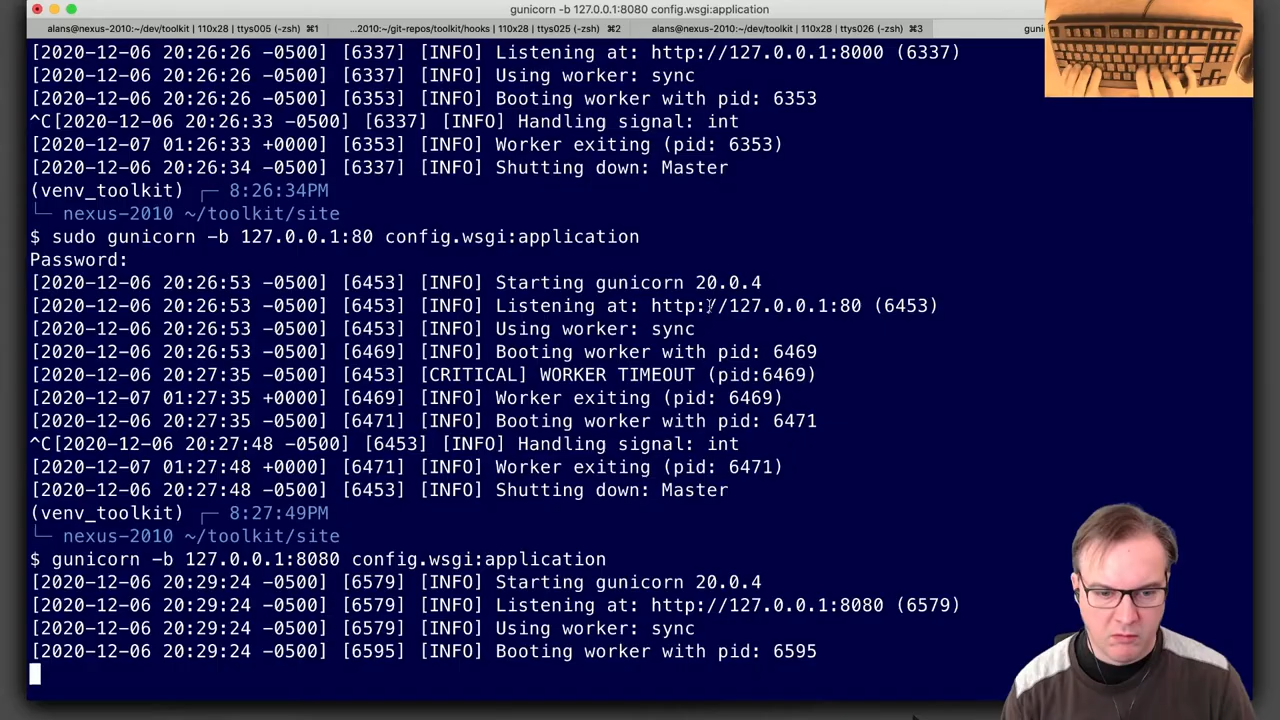 gunicorn -b 127.0.0.1:8080 config.wsgi:application
alans@nexus-2010:~/dev/toolkit | 110x28 | ttys005 (-zsh) ⌘1
...2010:~/git-repos/toolkit/hooks | 110x28 | ttys025 (-zsh) ⌘2
alans@nexus-2010:~/dev/toolkit | 110x28 | ttys026 (-zsh) ⌘3
guni
[2020-12-06 20:26:26 -0500] [6337] [INFO] Listening at: http://127.0.0.1:8000 (6337)
[2020-12-06 20:26:26 -0500] [6337] [INFO] Using worker: sync
[2020-12-06 20:26:26 -0500] [6353] [INFO] Booting worker with pid: 6353
^C[2020-12-06 20:26:33 -0500] [6337] [INFO] Handling signal: int
[2020-12-07 01:26:33 +0000] [6353] [INFO] Worker exiting (pid: 6353)
[2020-12-06 20:26:34 -0500] [6337] [INFO] Shutting down: Master
(venv_toolkit) ┌─ 8:26:34PM
└─ nexus-2010 ~/toolkit/site
$ sudo gunicorn -b 127.0.0.1:80 config.wsgi:application
Password:
[2020-12-06 20:26:53 -0500] [6453] [INFO] Starting gunicorn 20.0.4
[2020-12-06 20:26:53 -0500] [6453] [INFO] Listening at: http://127.0.0.1:80 (6453)
[2020-12-06 20:26:53 -0500] [6453] [INFO] Using worker: sync
[2020-12-06 20:26:53 -0500] [6469] [INFO] Booting worker with pid: 6469
[2020-12-06 20:27:35 -0500] [6453] [CRITICAL] WORKER TIMEOUT (pid:6469)
[2020-12-07 01:27:35 +0000] [6469] [INFO] Worker exiting (pid: 6469)
[2020-12-06 20:27:35 -0500] [6471] [INFO] Booting worker with pid: 6471
^C[2020-12-06 20:27:48 -0500] [6453] [INFO] Handling signal: int
[2020-12-07 01:27:48 +0000] [6471] [INFO] Worker exiting (pid: 6471)
[2020-12-06 20:27:48 -0500] [6453] [INFO] Shutting down: Master
(venv_toolkit) ┌─ 8:27:49PM
└─ nexus-2010 ~/toolkit/site
$ gunicorn -b 127.0.0.1:8080 config.wsgi:application
[2020-12-06 20:29:24 -0500] [6579] [INFO] Starting gunicorn 20.0.4
[2020-12-06 20:29:24 -0500] [6579] [INFO] Listening at: http://127.0.0.1:8080 (6579)
[2020-12-06 20:29:24 -0500] [6579] [INFO] Using worker: sync
[2020-12-06 20:29:24 -0500] [6595] [INFO] Booting worker with pid: 6595